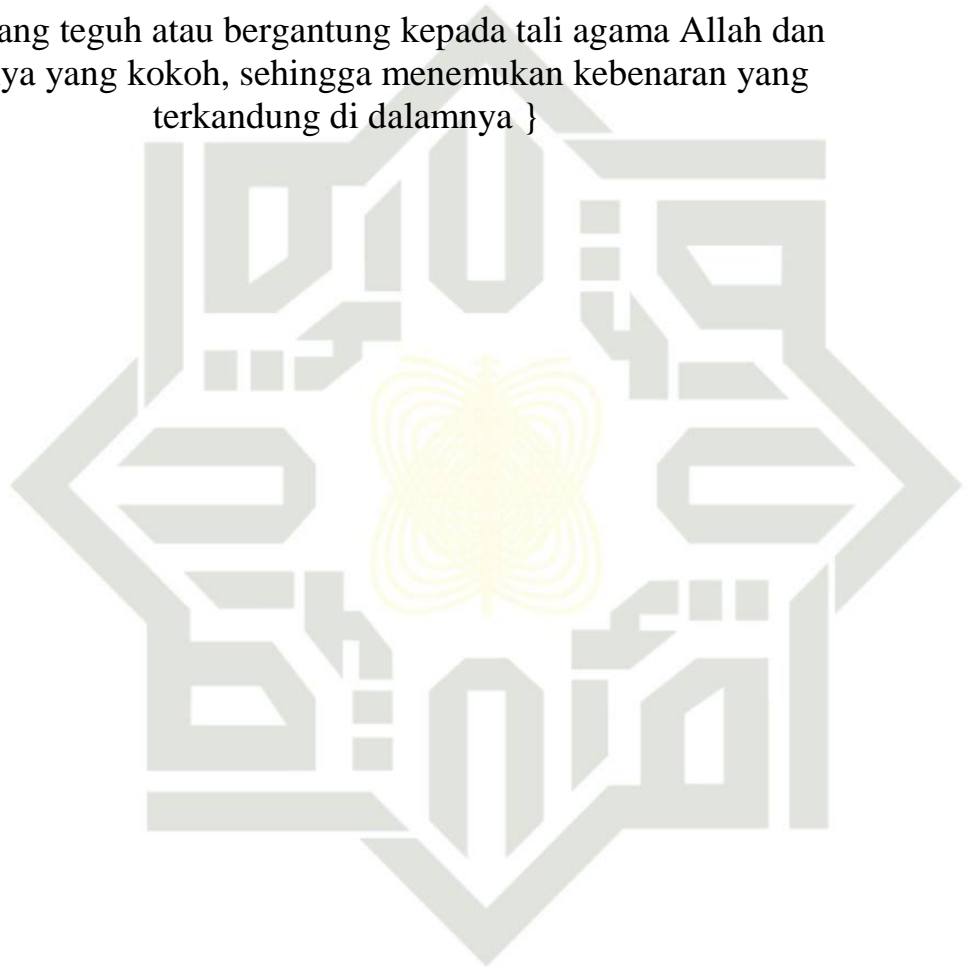 ang teguh atau bergantung kepada tali agama Allah dan
ya yang kokoh, sehingga menemukan kebenaran yang
terkandung di dalamnya }